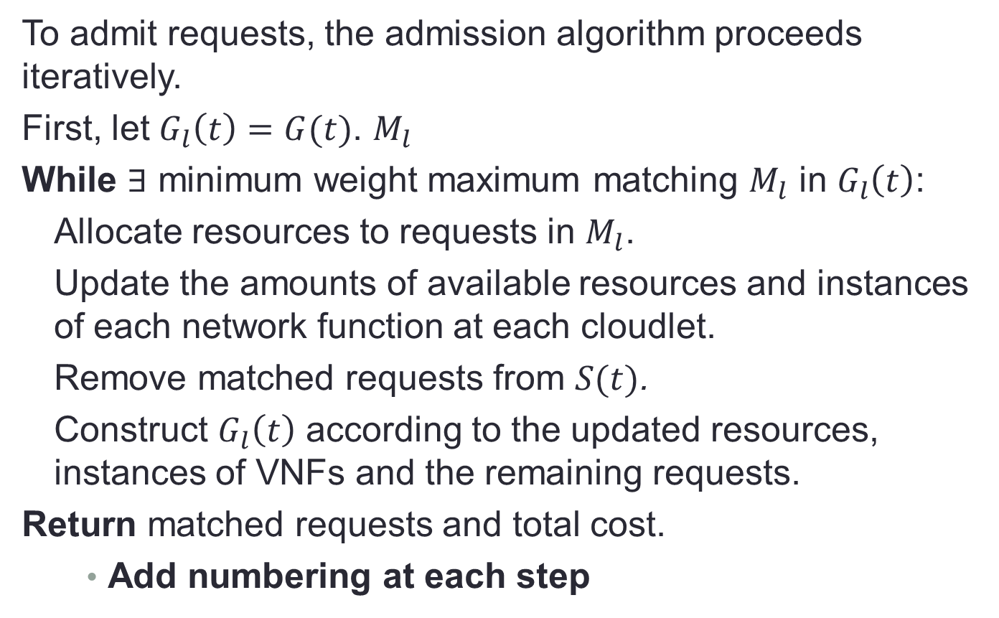 To admit requests, the admission algorithm proceeds
iteratively.
First, let G_l(t) = G(t). M_l
While ∃ minimum weight maximum matching M_l in G_l(t):
Allocate resources to requests in M_l.
Update the amounts of available resources and instances
of each network function at each cloudlet.
Remove matched requests from S(t).
Construct G_l(t) according to the updated resources,
instances of VNFs and the remaining requests.
Return matched requests and total cost.
• Add numbering at each step